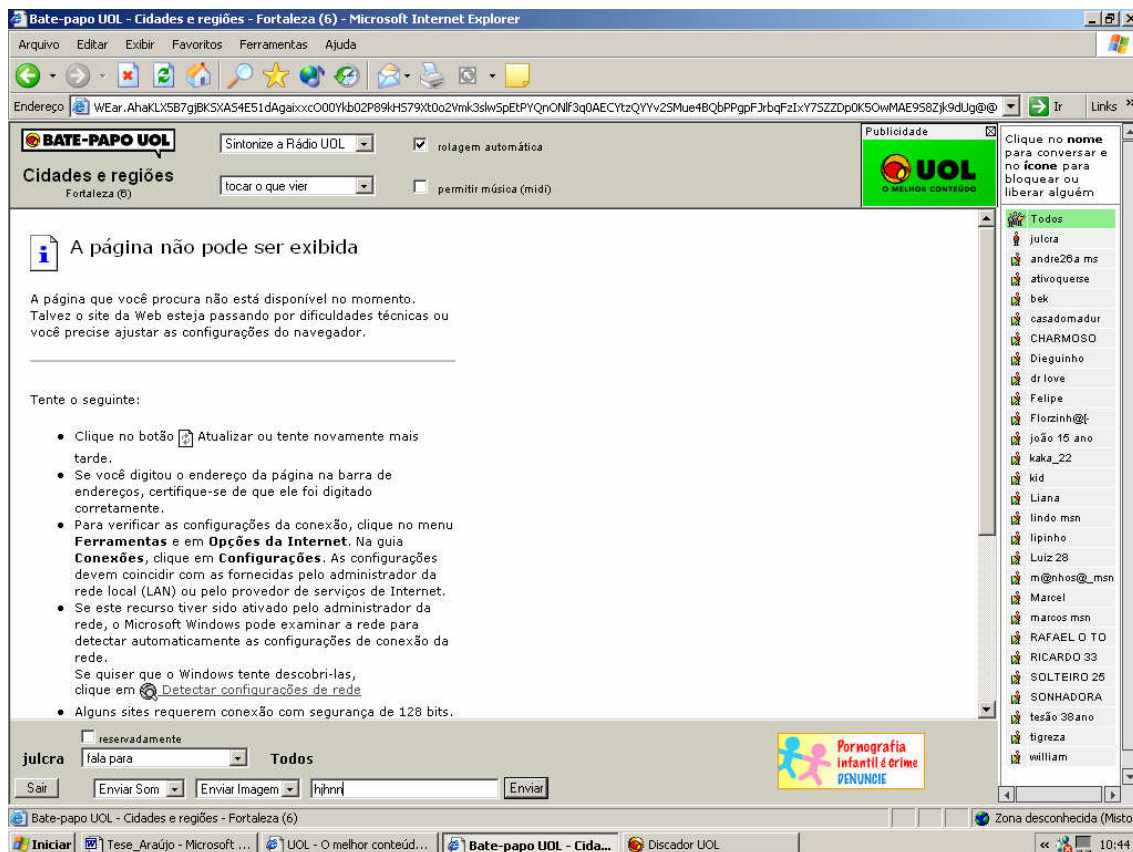 Bate-papo UOL - Cidades e regiões - Fortaleza (6) - Microsoft Internet Explorer
Arquivo Editar Exibir Favoritos Ferramentas Ajuda
Endereço
Ir Links »
BATE-PAPO UOL
Sintonize a Rádio UOL
rolagem automática
Cidades e regiões
Fortaleza (6)
tocar o que vier
permitir música (midi)
Publicidade
UOL
O MELHOR CONTEÚDO
Clique no nome
para conversar e
no ícone para
bloquear ou
liberar alguém
A página não pode ser exibida
A página que você procura não está disponível no momento.
Talvez o site da Web esteja passando por dificuldades técnicas ou
você precise ajustar as configurações do navegador.
Tente o seguinte:
• Clique no botão Atualizar ou tente novamente mais
tarde.
• Se você digitou o endereço da página na barra de
endereços, certifique-se de que ele foi digitado
corretamente.
• Para verificar as configurações da conexão, clique no menu
Ferramentas e em Opções da Internet. Na guia
Conexões, clique em Configurações. As configurações
devem coincidir com as fornecidas pelo administrador da
rede local (LAN) ou pelo provedor de serviços de Internet.
• Se este recurso tiver sido ativado pelo administrador da
rede, o Microsoft Windows pode examinar a rede para
detectar automaticamente as configurações de conexão da
rede.
Se quiser que o Windows tente descobri-las,
clique em Detectar configurações de rede
• Alguns sites requerem conexão com segurança de 128 bits.
Todos
julcra
andre26a ms
ativoquerse
bek
casadomadur
CHARMOSO
Dieguinho
dr love
Felipe
Florzinh@{-
joão 15 ano
kaka_22
kid
Liana
lindo msn
lipinho
Luiz 28
m@nhos@_msn
Marcel
marcos msn
RAFAEL O TO
RICARDO 33
SOLTEIRO 25
SONHADORA
tesão 38ano
tigreza
william
reservadamente
julcra fala para Todos
Sair Enviar Som Enviar Imagem hjhnn Enviar
Pornografia
infantil é crime
DENUNCIE
Bate-papo UOL - Cidades e regiões - Fortaleza (6)
Zona desconhecida (Misto
Iniciar Tese_Araújo - Microsoft ... UOL - O melhor conteúd... Bate-papo UOL - Cida... Discador UOL « 10:44